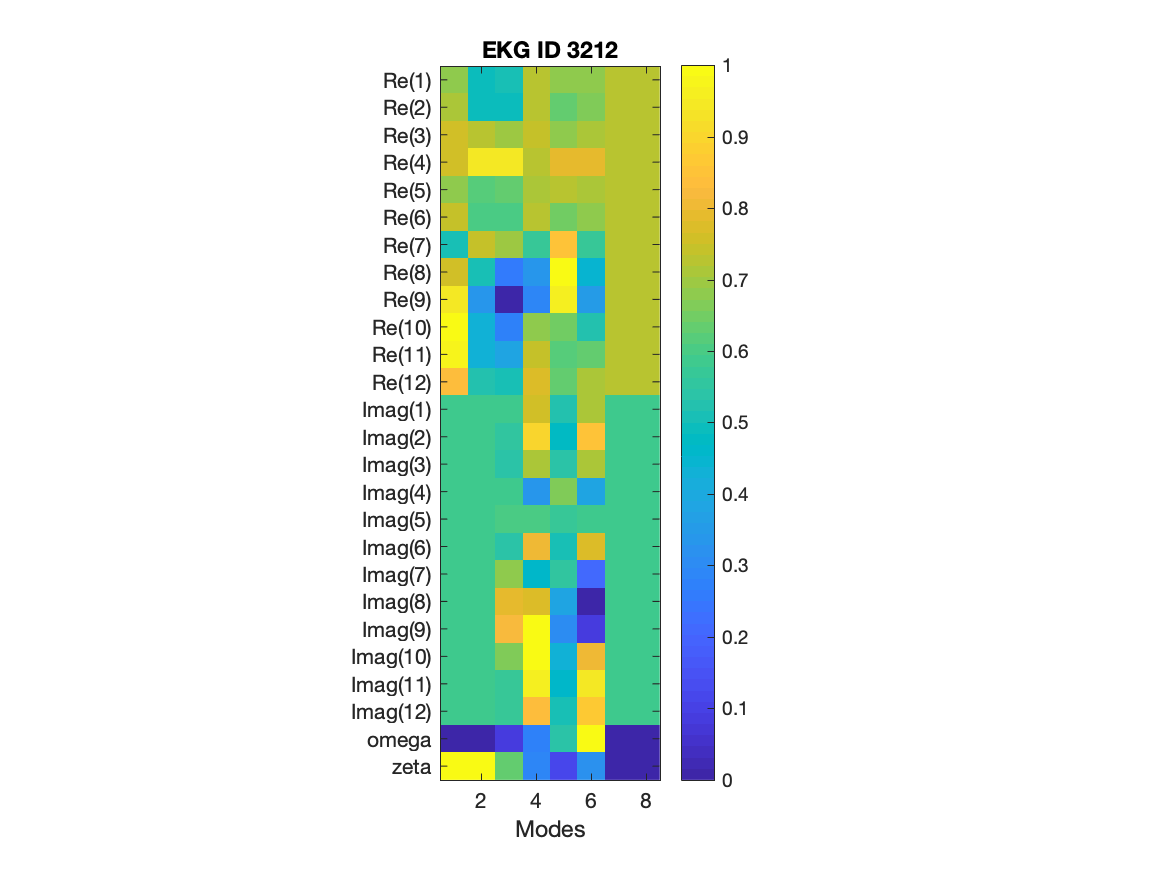 EKG ID 3212
Re(1)
Re(2)
Re(3)
Re(4)
Re(5)
Re(6)
Re(7)
Re(8)
Re(9)
Re(10)
Re(11)
Re(12)
Imag(1)
Imag(2)
Imag(3)
Imag(4)
Imag(5)
Imag(6)
Imag(7)
Imag(8)
Imag(9)
Imag(10)
Imag(11)
Imag(12)
omega
zeta
2 4 6 8
Modes
1
0.9
0.8
0.7
0.6
0.5
0.4
0.3
0.2
0.1
0